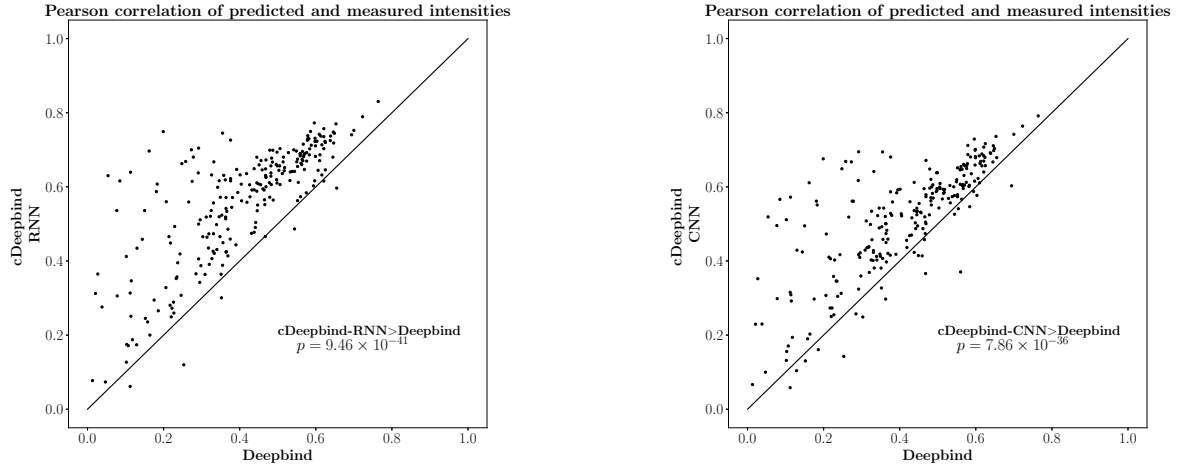 Pearson correlation of predicted and measured intensities
1.0
0.8
0.6
0.4
0.2
0.0
cDeepbind
RNN
cDeepbind-RNN>Deepbind
p = 9.46 × 10⁻⁴¹
0.0 0.2 0.4 0.6 0.8 1.0
Deepbind
Pearson correlation of predicted and measured intensities
1.0
0.8
0.6
0.4
0.2
0.0
cDeepbind
CNN
cDeepbind-CNN>Deepbind
p = 7.86 × 10⁻³⁶
0.0 0.2 0.4 0.6 0.8 1.0
Deepbind